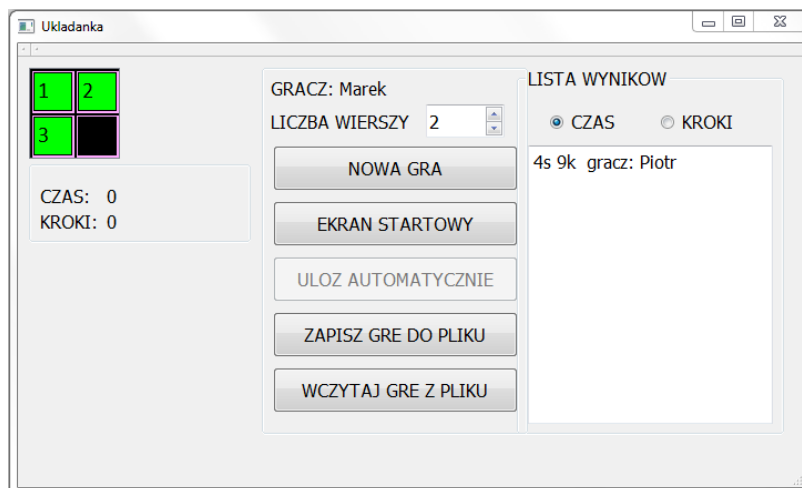 Ukladanka
1 2
3
CZAS: 0
KROKI: 0
GRACZ: Marek
LICZBA WIERSZY 2
NOWA GRA
EKRAN STARTOWY
ULOZ AUTOMATYCZNIE
ZAPISZ GRE DO PLIKU
WCZYTAJ GRE Z PLIKU
LISTA WYNIKOW
CZAS KROKI
4s 9k gracz: Piotr